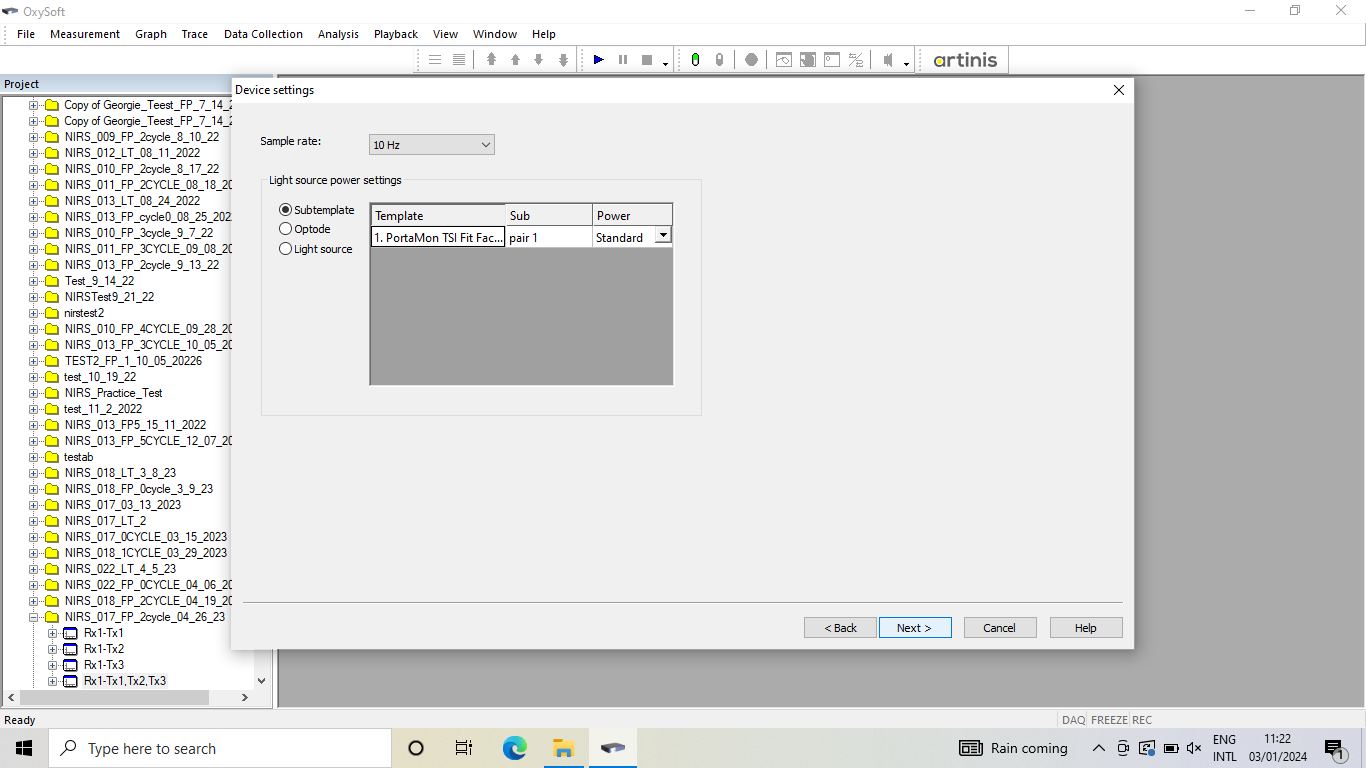 OxySoft
File Measurement Graph Trace Data Collection Analysis Playback View Window Help
artinis
Project
Copy of Georgie_Teest_FP_7_14_2
Copy of Georgie_Teest_FP_7_14_2
NIRS_009_FP_2cycle_8_10_22
NIRS_012_LT_08_11_2022
NIRS_010_FP_2cycle_8_17_22
NIRS_011_FP_2CYCLE_08_18_20
NIRS_013_LT_08_24_2022
NIRS_013_FP_cycle0_08_25_202
NIRS_010_FP_3cycle_9_7_22
NIRS_011_FP_3CYCLE_09_08_20
NIRS_013_FP_2cycle_9_13_22
Test_9_14_22
NIRSTest9_21_22
nirstest2
NIRS_010_FP_4CYCLE_09_28_20
NIRS_013_FP_3CYCLE_10_05_20
TEST2_FP_1_10_05_20226
test_10_19_22
NIRS_Practice_Test
test_11_2_2022
NIRS_013_FP5_15_11_2022
NIRS_013_FP_5CYCLE_12_07_20
testab
NIRS_018_LT_3_8_23
NIRS_018_FP_0cycle_3_9_23
NIRS_017_03_13_2023
NIRS_017_LT_2
NIRS_017_0CYCLE_03_15_2023
NIRS_018_1CYCLE_03_29_2023
NIRS_022_LT_4_5_23
NIRS_022_FP_0CYCLE_04_06_20
NIRS_018_FP_2CYCLE_04_19_20
NIRS_017_FP_2cycle_04_26_23
Rx1-Tx1
Rx1-Tx2
Rx1-Tx3
Rx1-Tx1,Tx2,Tx3
Device settings
Sample rate: 10 Hz
Light source power settings
Subtemplate
Optode
Light source
Template Sub Power
1. PortaMon TSI Fit Fac... pair 1 Standard
< Back Next > Cancel Help
Ready
DAQ FREEZE REC
Type here to search
Rain coming
ENG
INTL
11:22
03/01/2024
1